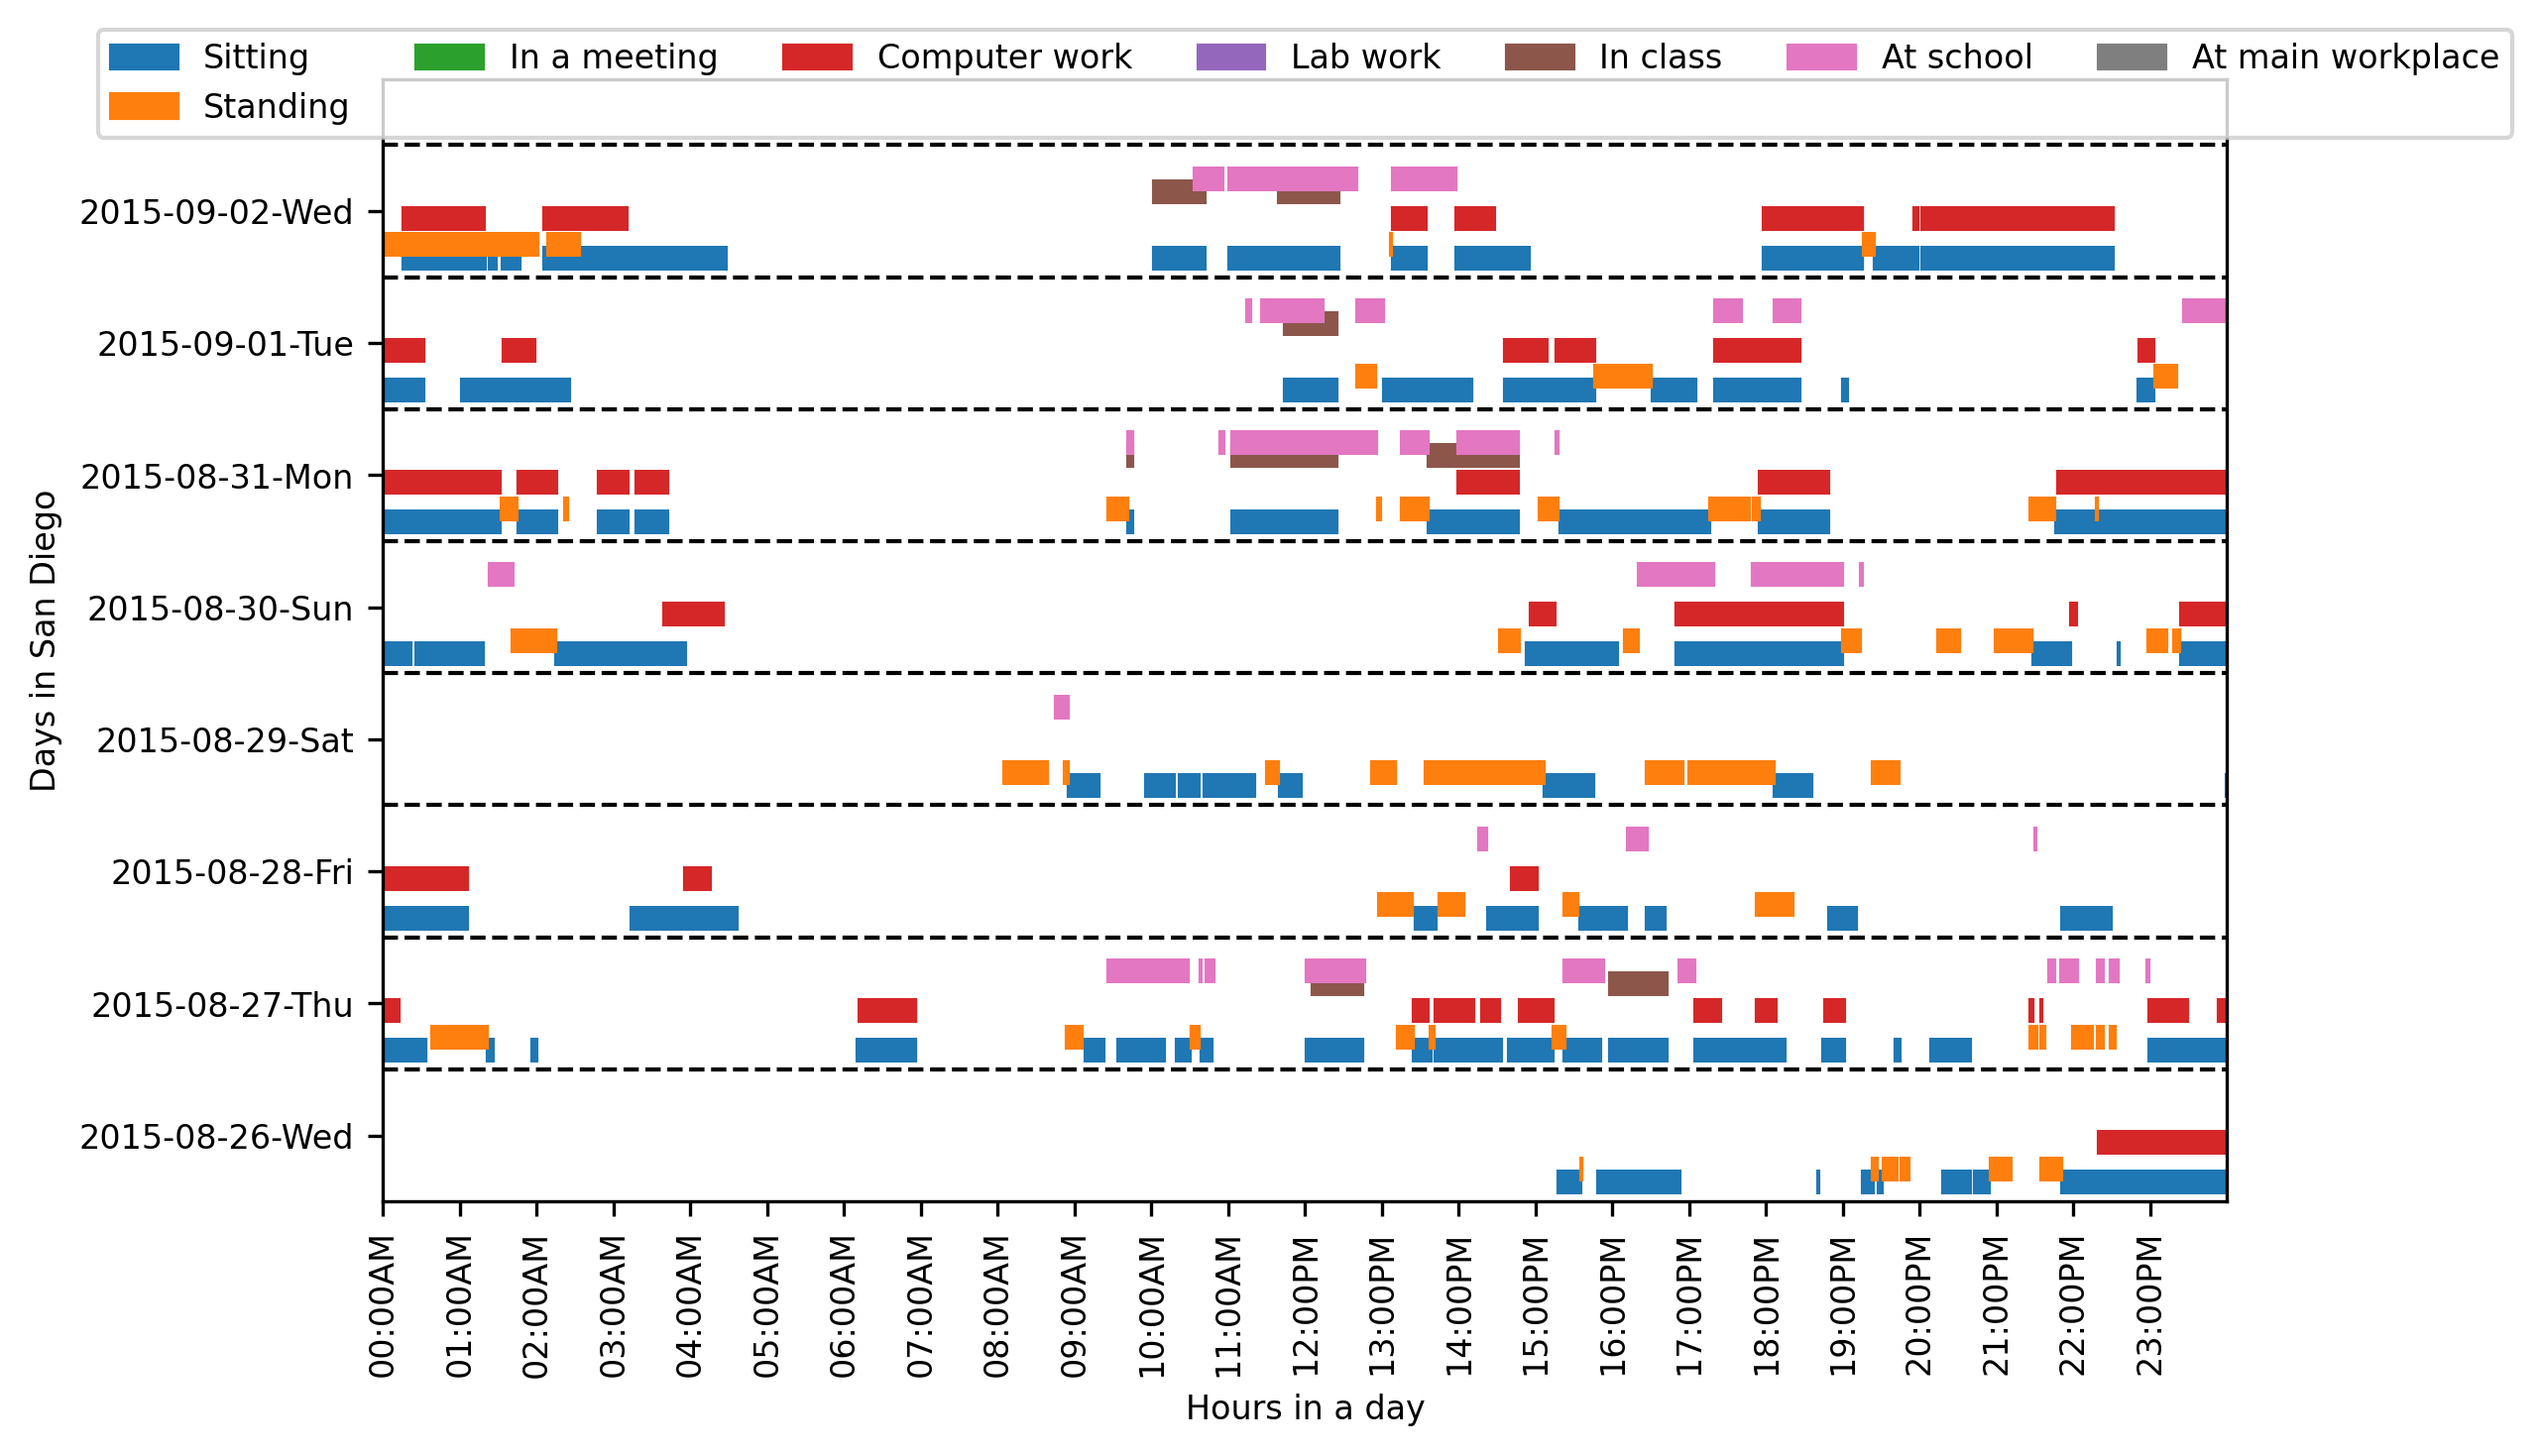 Sitting In a meeting Computer work Lab work In class At school At main workplace
Standing
Days in San Diego
2015-09-02-Wed
2015-09-01-Tue
2015-08-31-Mon
2015-08-30-Sun
2015-08-29-Sat
2015-08-28-Fri
2015-08-27-Thu
2015-08-26-Wed
00:00AM
01:00AM
02:00AM
03:00AM
04:00AM
05:00AM
06:00AM
07:00AM
08:00AM
09:00AM
10:00AM
11:00AM
12:00PM
13:00PM
14:00PM
15:00PM
16:00PM
17:00PM
18:00PM
19:00PM
20:00PM
21:00PM
22:00PM
23:00PM
Hours in a day